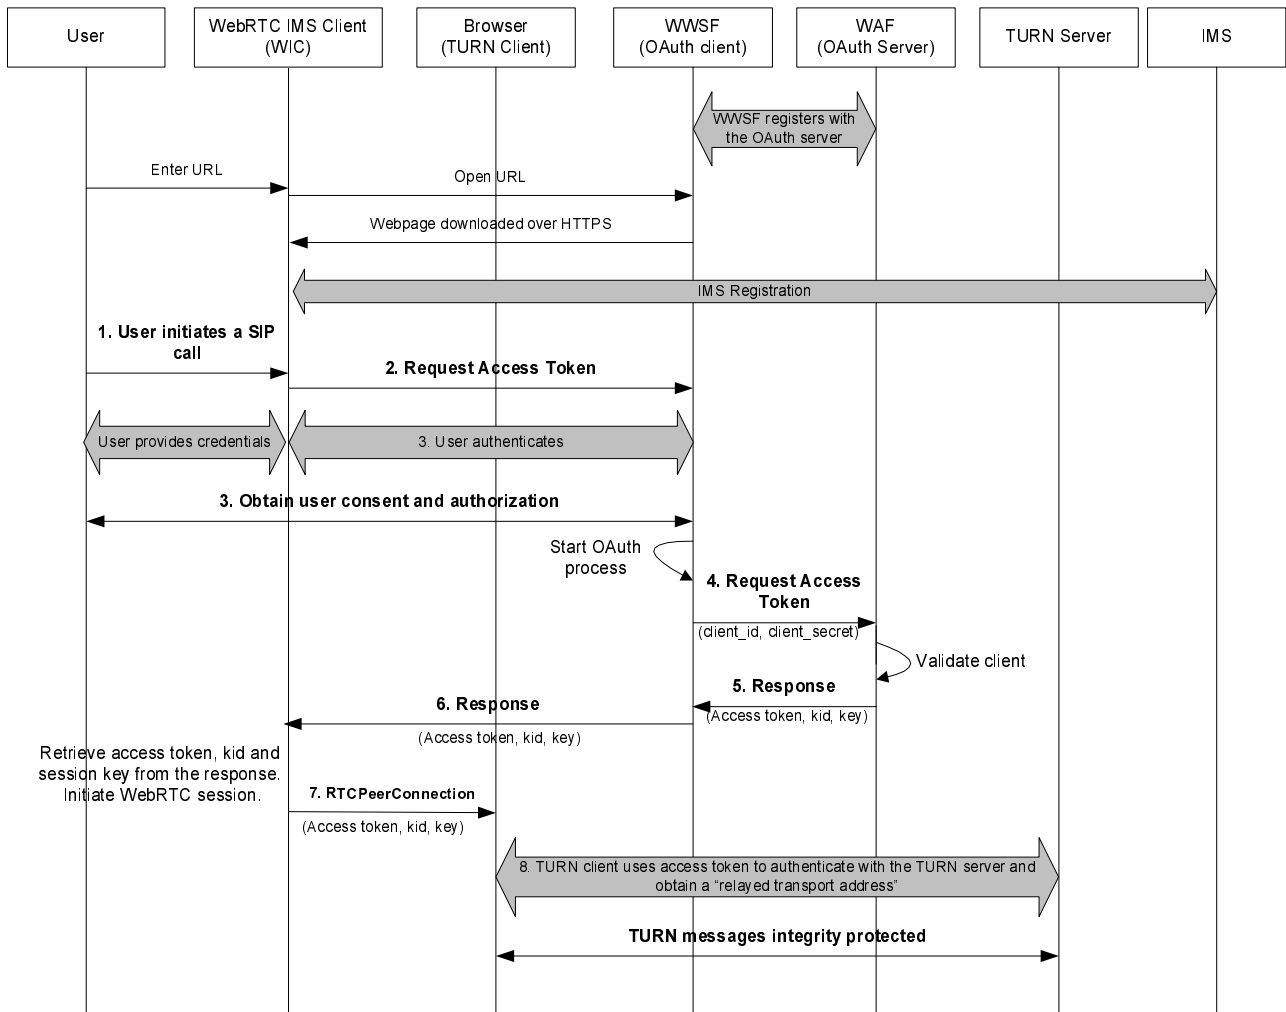 User
WebRTC IMS Client
(WIC)
Browser
(TURN Client)
WWSF
(OAuth client)
WAF
(OAuth Server)
TURN Server
IMS
WWSF registers with
the OAuth server
Enter URL
Open URL
Webpage downloaded over HTTPS
IMS Registration
1. User initiates a SIP
call
2. Request Access Token
User provides credentials
3. User authenticates
3. Obtain user consent and authorization
Start OAuth
process
4. Request Access
Token
(client_id, client_secret)
Validate client
5. Response
(Access token, kid, key)
6. Response
(Access token, kid, key)
Retrieve access token, kid and
session key from the response.
Initiate WebRTC session.
7. RTCPeerConnection
(Access token, kid, key)
8. TURN client uses access token to authenticate with the TURN server and
obtain a “relayed transport address”
TURN messages integrity protected